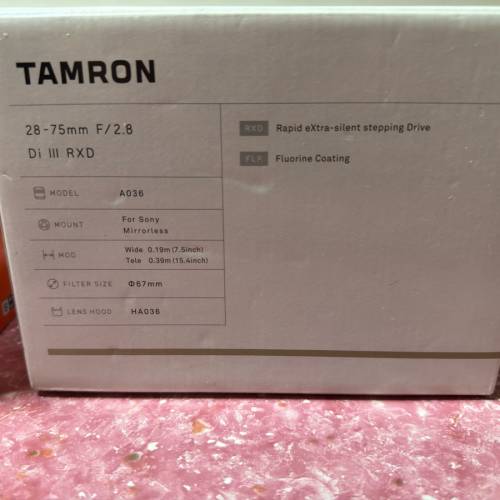 TAMRON
28-75mm F/2.8
Di III RXD
MODEL A036
MOUNT For Sony
Mirrorless
MOD Wide 0.19m (7.5inch)
Tele 0.39m (15.4inch)
FILTER SIZE Φ67mm
LENS HOOD HA036
RXD Rapid eXtra-silent stepping Drive
FLR Fluorine Coating